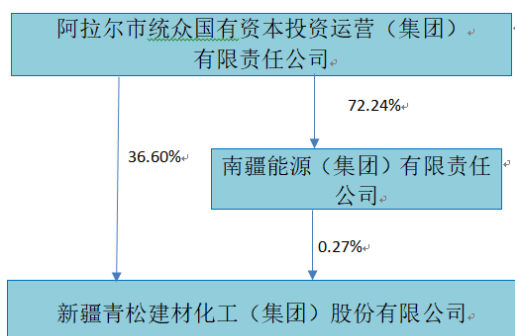 阿拉尔市统众国有资本投资运营（集团）
有限责任公司
72.24%
36.60%
南疆能源（集团）有限责任
公司
0.27%
新疆青松建材化工（集团）股份有限公司